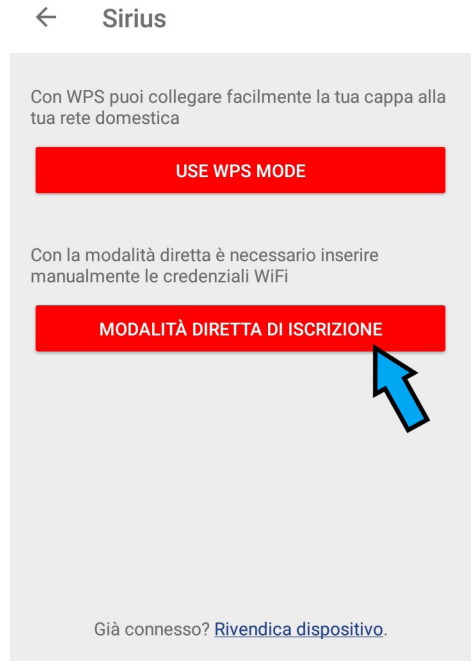 Sirius
Con WPS puoi collegare facilmente la tua cappa alla
tua rete domestica
USE WPS MODE
Con la modalità diretta è necessario inserire
manualmente le credenziali WiFi
MODALITÀ DIRETTA DI ISCRIZIONE
Già connesso? Rivendica dispositivo.